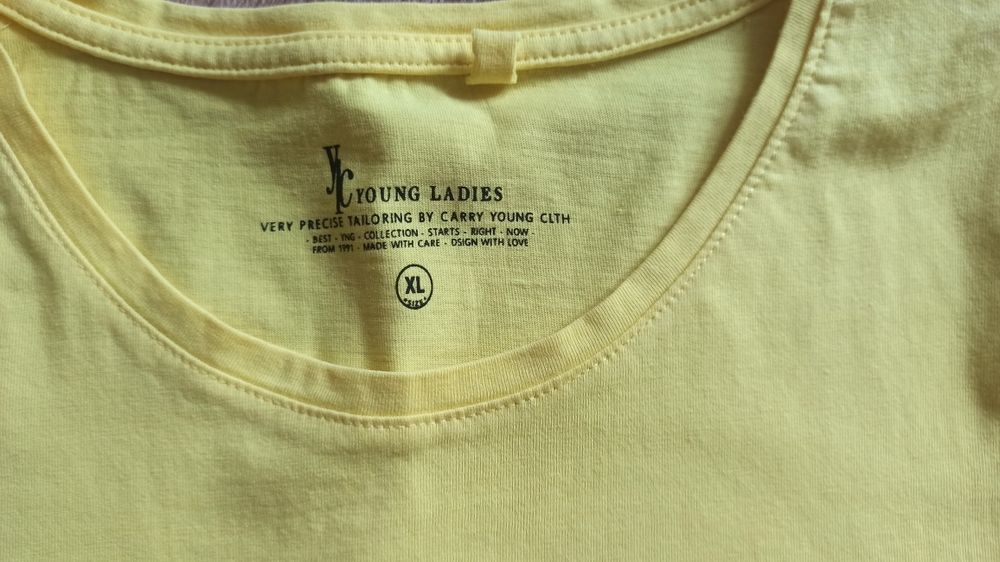 YC YOUNG LADIES
VERY PRECISE TAILORING BY CARRY YOUNG CLTH
· BEST · YNG · COLLECTION · STARTS · RIGHT · NOW ·
FROM 1991 · MADE WITH CARE · DSIGN WITH LOVE
XL
*SIZE*